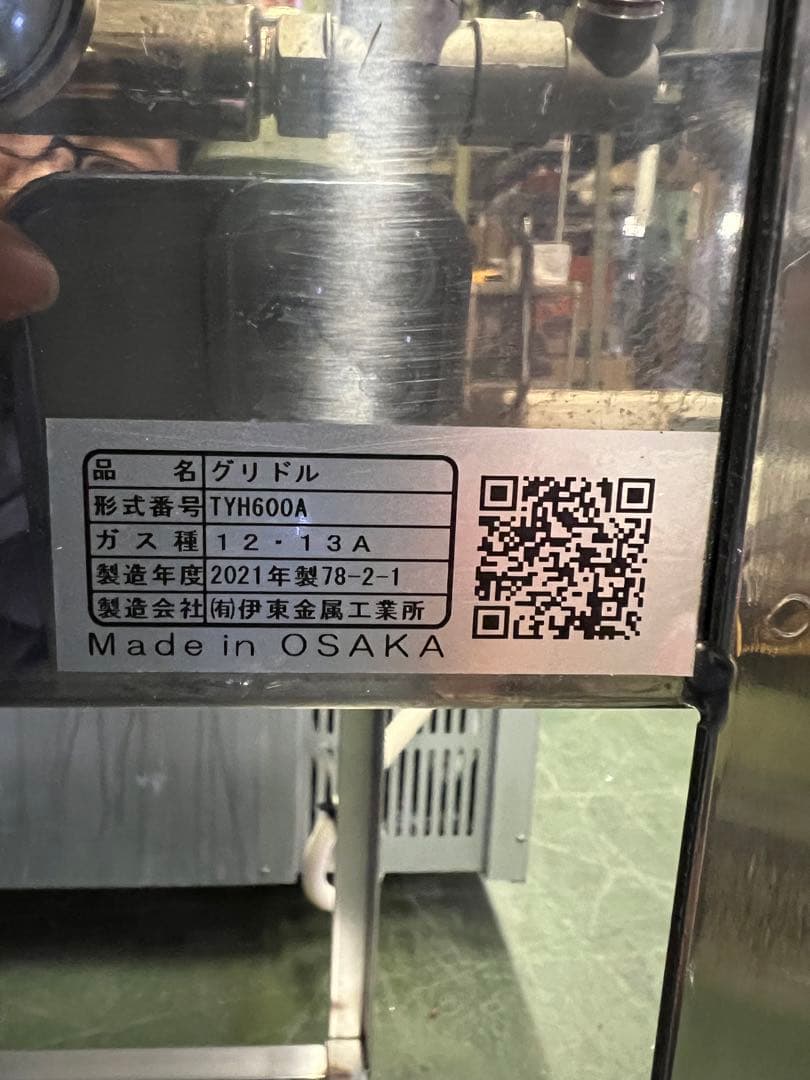 品名 グリドル
形式番号 TYH600A
ガス種 12・13A
製造年度 2021年製78-2-1
製造会社 ㈲伊東金属工業所
Made in OSAKA